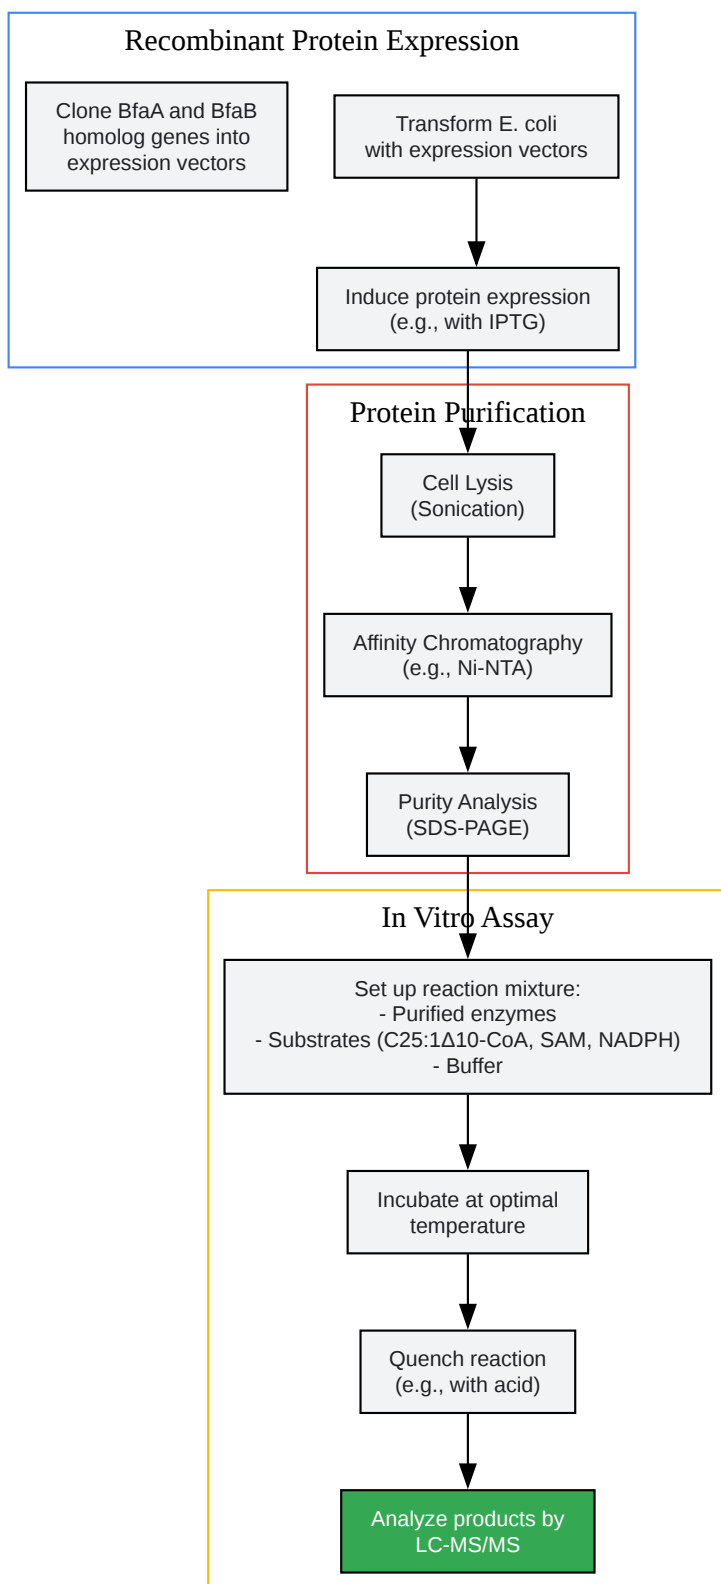 Recombinant Protein Expression
Clone BfaA and BfaB
homolog genes into
expression vectors
Transform E. coli
with expression vectors
Induce protein expression
(e.g., with IPTG)
Protein Purification
Cell Lysis
(Sonication)
Affinity Chromatography
(e.g., Ni-NTA)
Purity Analysis
(SDS-PAGE)
In Vitro Assay
Set up reaction mixture:
- Purified enzymes
- Substrates (C25:1Δ10-CoA, SAM, NADPH)
- Buffer
Incubate at optimal
temperature
Quench reaction
(e.g., with acid)
Analyze products by
LC-MS/MS